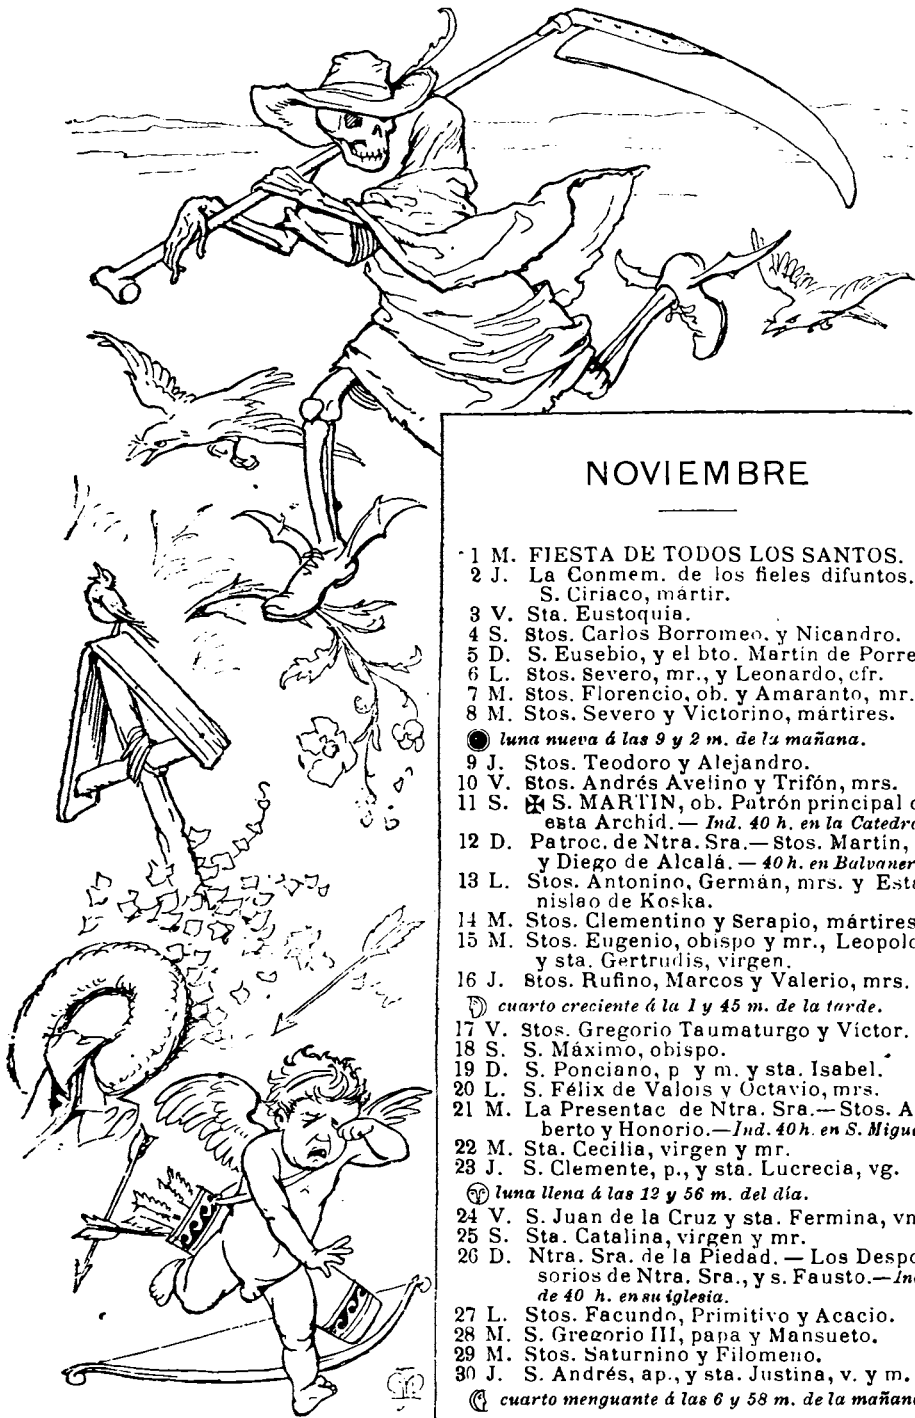 NOVIEMBRE
1 M. FIESTA DE TODOS LOS SANTOS.
2 J. La Conmem. de los fieles difuntos.
S. Ciriaco, mártir.
3 V. Sta. Eustoquia.
4 S. Stos. Carlos Borromeo. y Nicandro.
5 D. S. Eusebio, y el bto. Martín de Porre
6 L. Stos. Severo, mr., y Leonardo, cfr.
7 M. Stos. Florencio, ob. y Amaranto, mr.
8 M. Stos. Severo y Victorino, mártires.
luna nueva á las 9 y 2 m. de la mañana.
9 J. Stos. Teodoro y Alejandro.
10 V. Stos. Andrés Avelino y Trifón, mrs.
11 S. ✠ S. MARTIN, ob. Patrón principal
esta Archid.— Ind. 40 h. en la Catedr
12 D. Patroc. de Ntra. Sra.—Stos. Martín,
y Diego de Alcalá. — 40 h. en Balvaner
13 L. Stos. Antonino, Germán, mrs. y Esta
nislao de Koska.
14 M. Stos. Clementino y Serapio, mártires
15 M. Stos. Eugenio, obispo y mr., Leopold
y sta. Gertrudis, virgen.
16 J. Stos. Rufino, Marcos y Valerio, mrs.
cuarto creciente á la 1 y 45 m. de la tarde.
17 V. Stos. Gregorio Taumaturgo y Víctor.
18 S. S. Máximo, obispo.
19 D. S. Ponciano, p y m. y sta. Isabel.
20 L. S. Félix de Valois y Octavio, mrs.
21 M. La Presentac de Ntra. Sra.—Stos. A
berto y Honorio.—Ind. 40 h. en S. Migue
22 M. Sta. Cecilia, virgen y mr.
23 J. S. Clemente, p., y sta. Lucrecia, vg.
luna llena á las 12 y 56 m. del día.
24 V. S. Juan de la Cruz y sta. Fermina, vn
25 S. Sta. Catalina, virgen y mr.
26 D. Ntra. Sra. de la Piedad. — Los Despo
sorios de Ntra. Sra., y s. Fausto.—In
de 40 h. en su iglesia.
27 L. Stos. Facundo, Primitivo y Acacio.
28 M. S. Gregorio III, papa y Mansueto.
29 M. Stos. Saturnino y Filomeno.
30 J. S. Andrés, ap., y sta. Justina, v. y m.
cuarto menguante á las 6 y 58 m. de la mañana